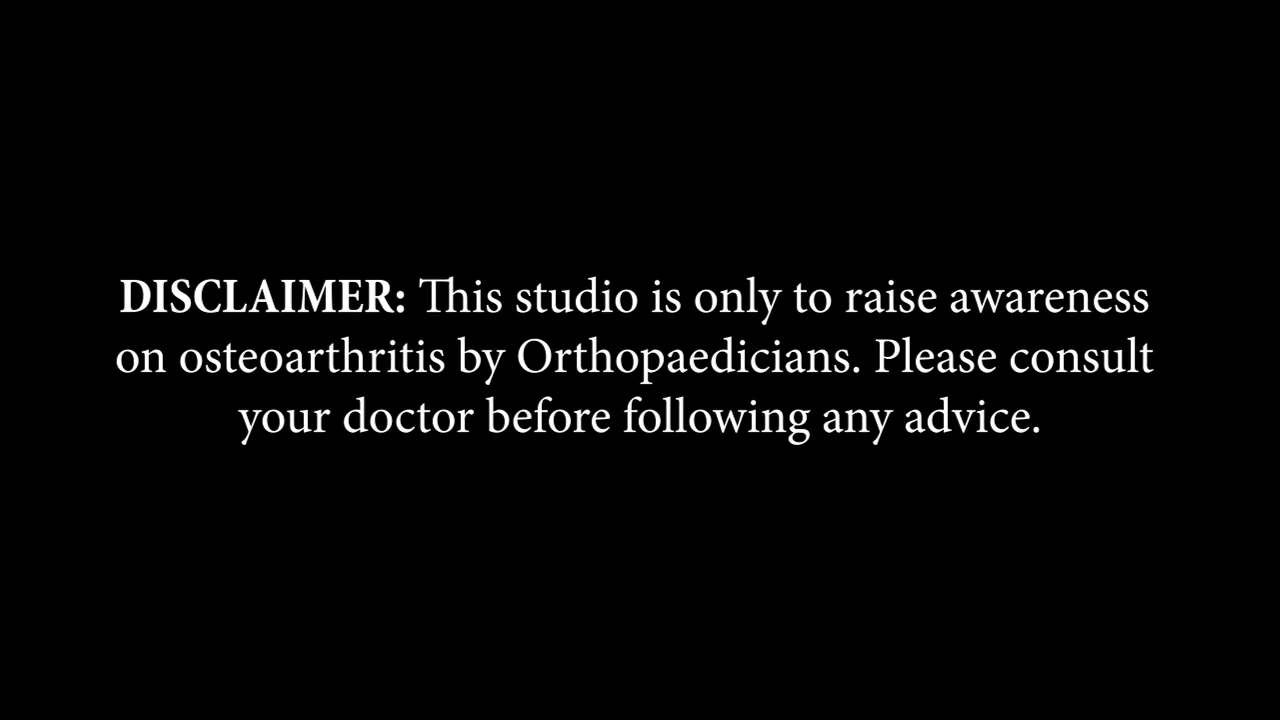 DISCLAIMER: This studio is only to raise awareness
on osteoarthritis by Orthopaedicians. Please consult
your doctor before following any advice.